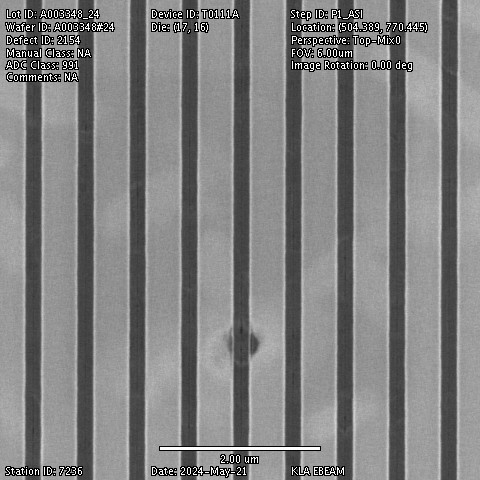 Lot ID: A003348_24
Wafer ID: A003348#24
Defect ID: 2154
Manual Class: NA
ADC Class: 991
Comments: NA
Device ID: T0111A
Die: (17, 16)
Step ID: P1_ASI
Location: (504.389, 770.445)
Perspective: Top-Mix0
FOV: 5.00um
Image Rotation: 0.00 deg
2.00 um
Station ID: 7236
Date: 2024-May-21
KLA EBEAM